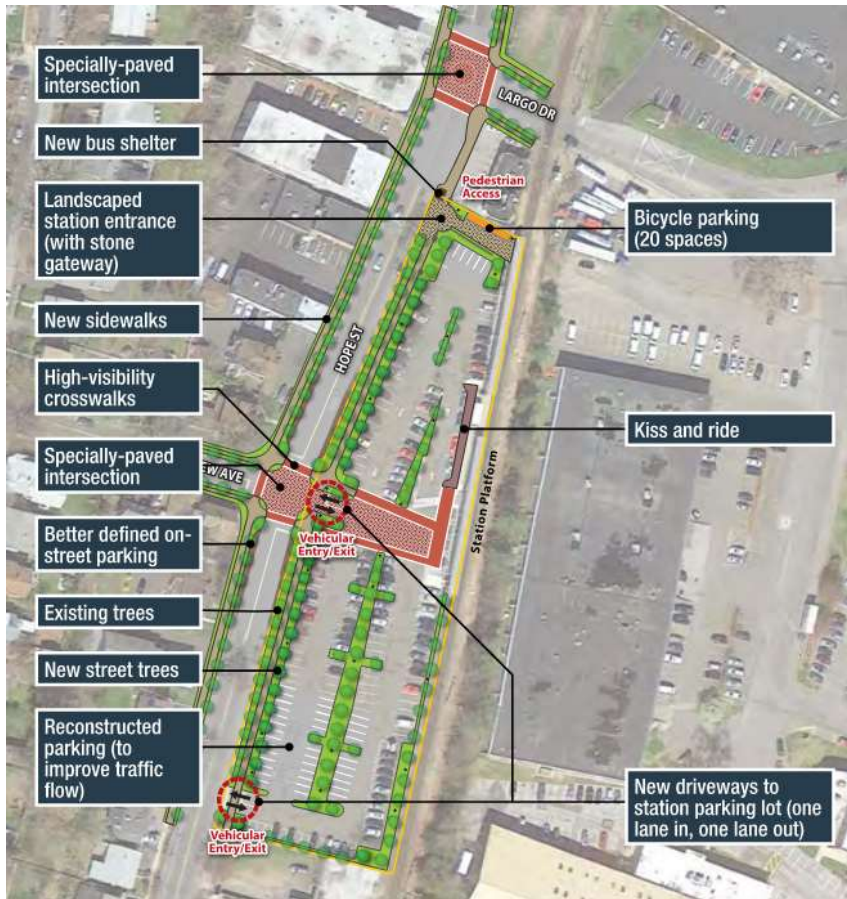 Specially-paved
intersection
LARGO DR
New bus shelter
Pedestrian
Access
Landscaped
station entrance
(with stone
gateway)
Bicycle parking
(20 spaces)
New sidewalks
HOPE ST
High-visibility
crosswalks
Kiss and ride
Specially-paved
intersection
EW AVE
Station Platform
Vehicular
Entry/Exit
Better defined on-
street parking
Existing trees
New street trees
Reconstructed
parking (to
improve traffic
flow)
New driveways to
station parking lot (one
lane in, one lane out)
Vehicular
Entry/Exit